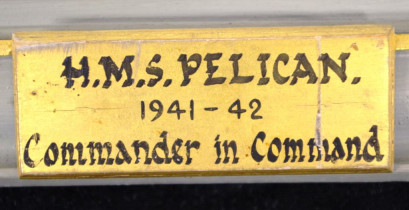 H.M.S. PELICAN.
1941-42
Commander in Command